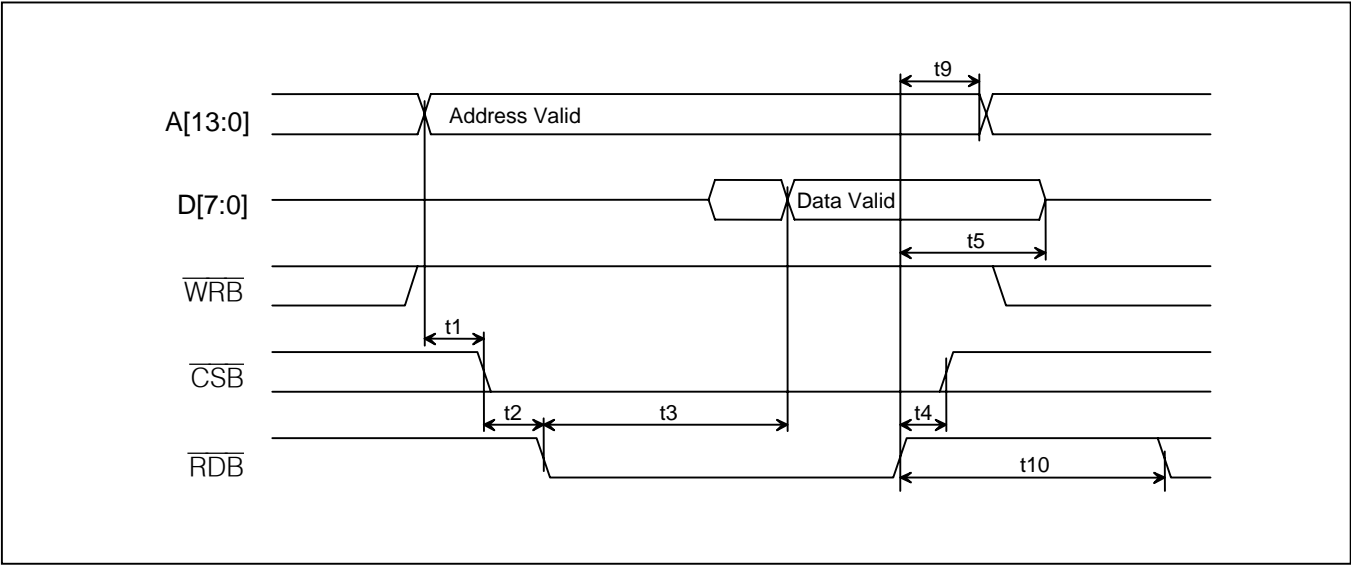 t9
A[13:0]
Address Valid
D[7:0]
Data Valid
t5
WRB
t1
CSB
t2
t3
t4
RDB
t10